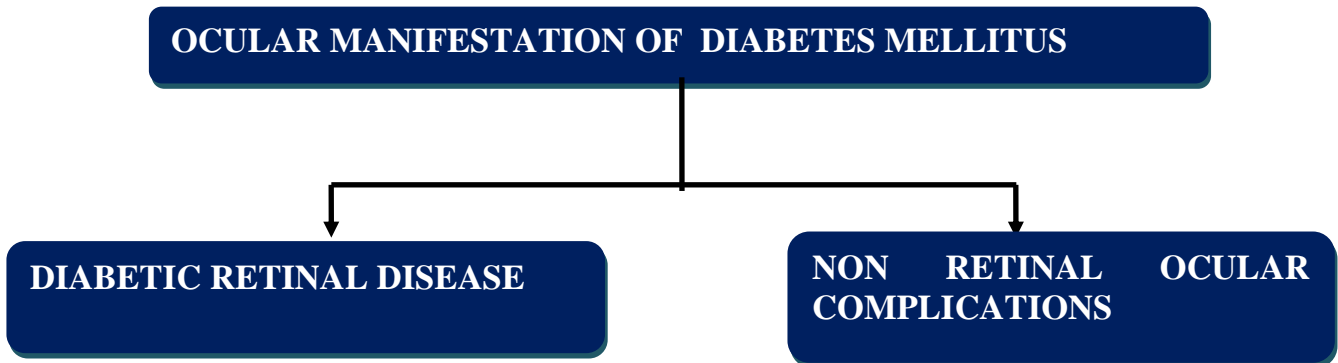 OCULAR MANIFESTATION OF DIABETES MELLITUS
DIABETIC RETINAL DISEASE
NON RETINAL OCULAR
COMPLICATIONS